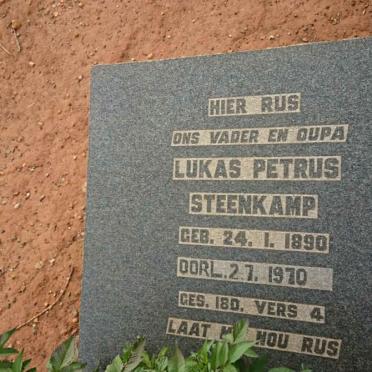 HIER RUS
ONS VADER EN OUPA
LUKAS PETRUS
STEENKAMP
GEB. 24. 1. 1890
OORL. 2.7. 1970
GES. 180. VERS 4.
LAAT MY NOU RUS